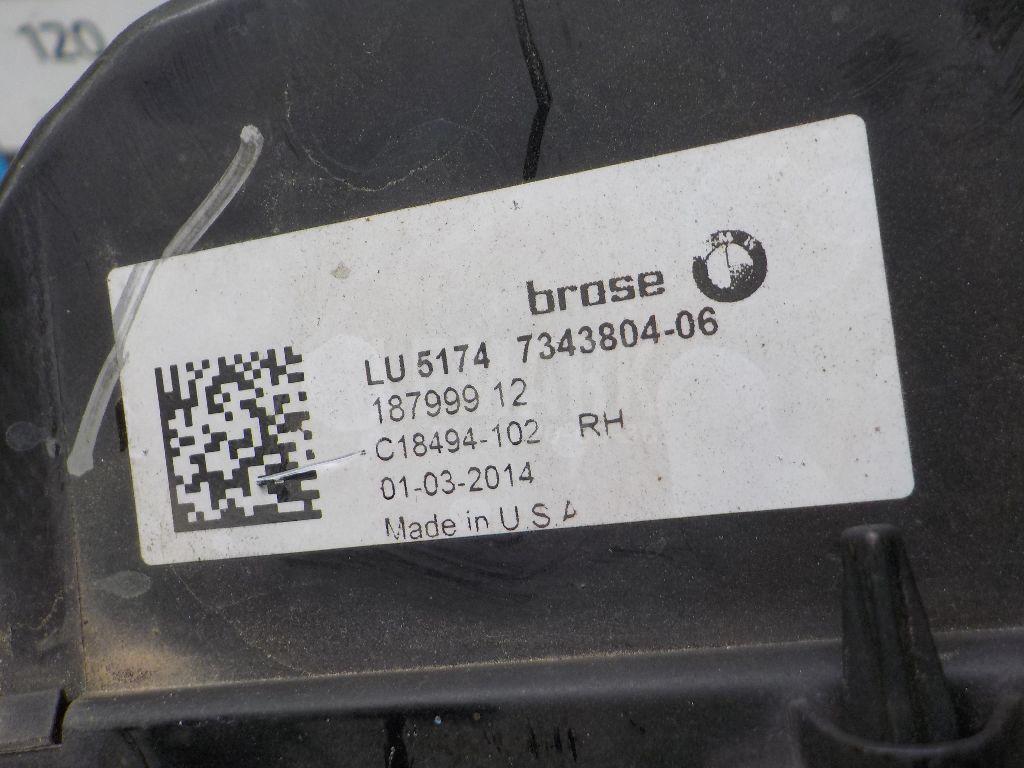 120
brose
LU 5174 7343804-06
187999 12
C18494-102 RH
01-03-2014
Made in U.S.A